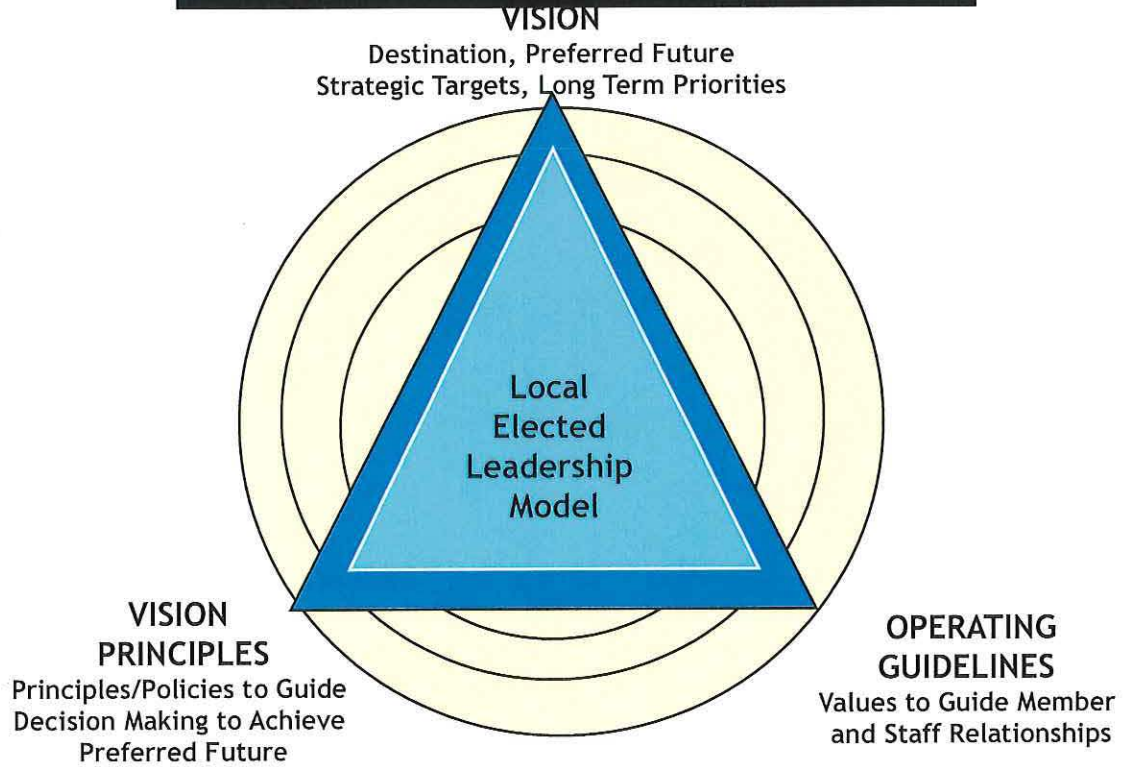 VISION
Destination, Preferred Future
Strategic Targets, Long Term Priorities
Local
Elected
Leadership
Model
VISION
PRINCIPLES
Principles/Policies to Guide
Decision Making to Achieve
Preferred Future
OPERATING
GUIDELINES
Values to Guide Member
and Staff Relationships